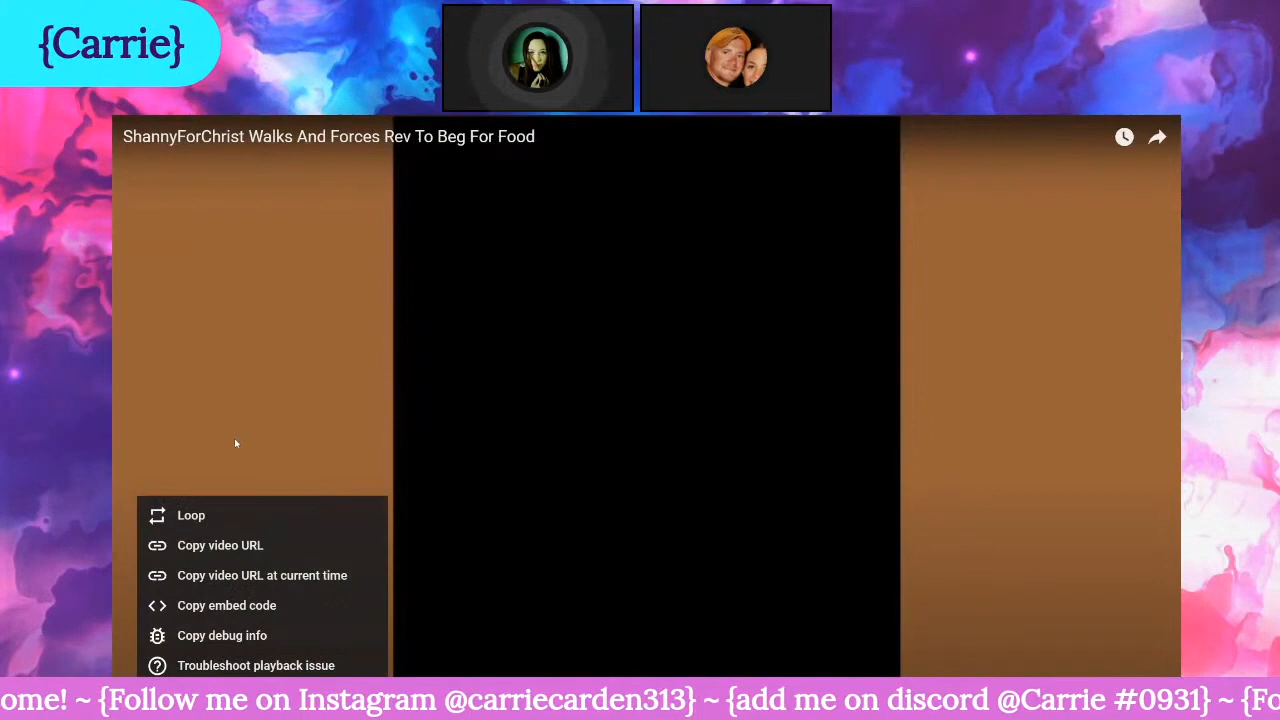 {Carrie}
ShannyForChrist Walks And Forces Rev To Beg For Food
Loop
Copy video URL
Copy video URL at current time
Copy embed code
Copy debug info
Troubleshoot playback issue
ome! ~ {Follow me on Instagram @carriecarden313} ~ {add me on discord @Carrie #0931} ~ {Fo